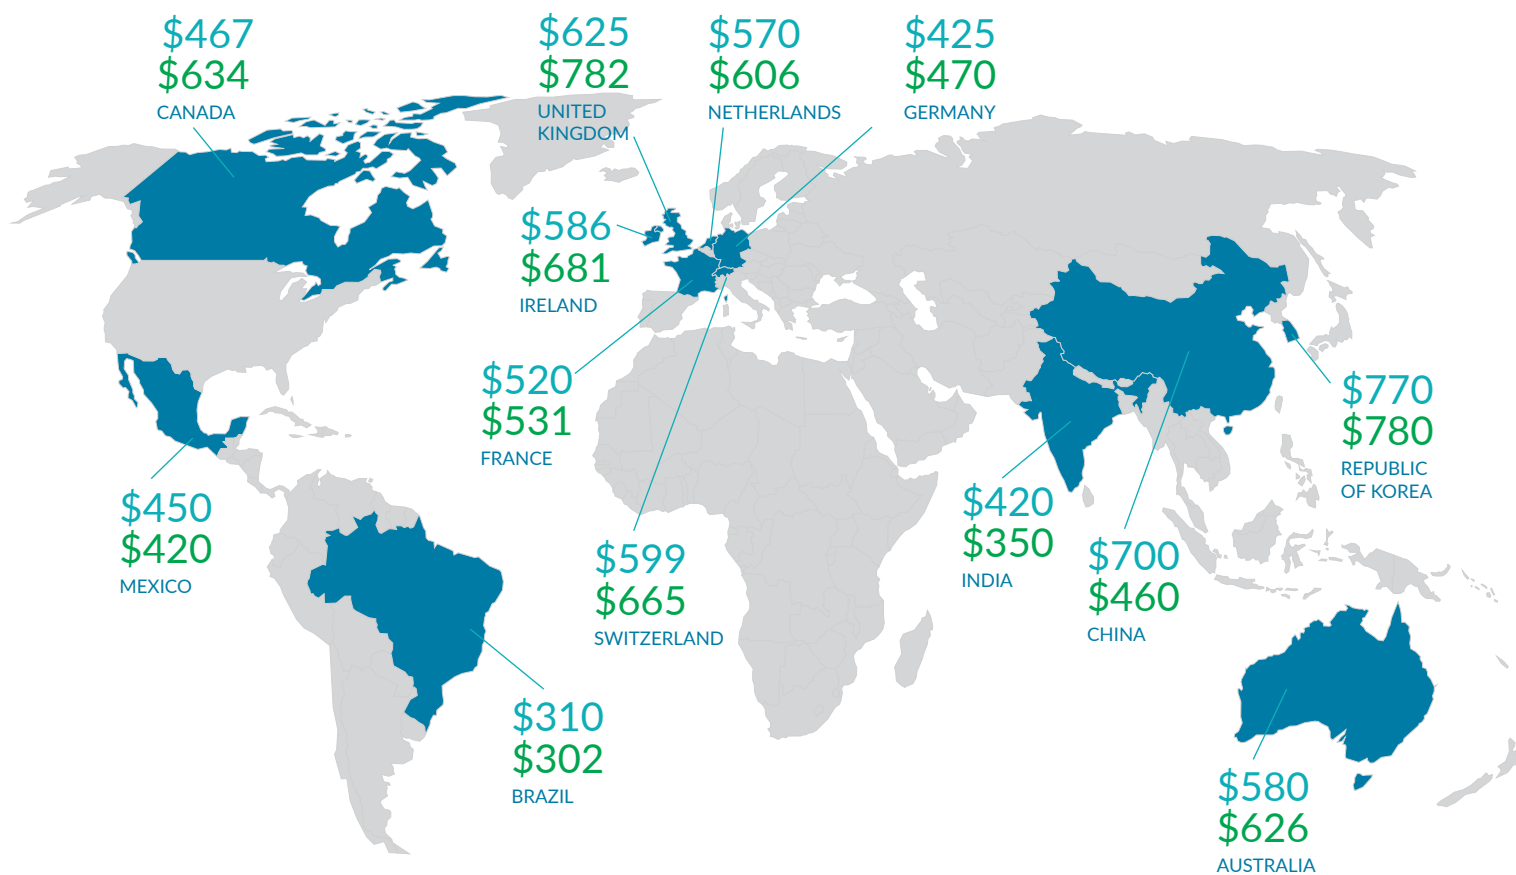 $467
$634
CANADA
$625
$782
UNITED
KINGDOM
$570
$606
NETHERLANDS
$425
$470
GERMANY
$586
$681
IRELAND
$520
$531
FRANCE
$770
$780
REPUBLIC
OF KOREA
$450
$420
MEXICO
$599
$665
SWITZERLAND
$420
$350
INDIA
$700
$460
CHINA
$310
$302
BRAZIL
$580
$626
AUSTRALIA